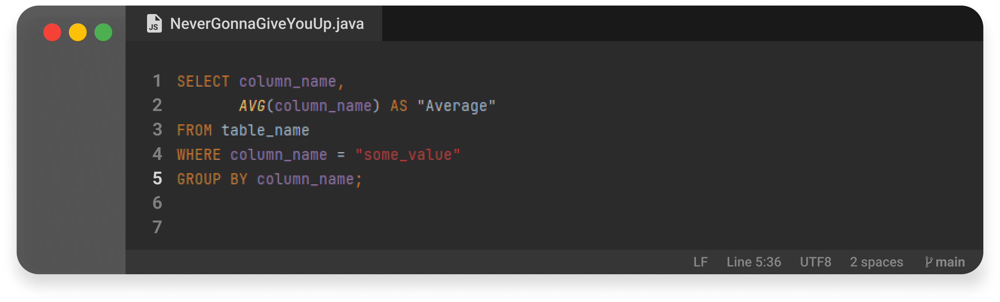 JS NeverGonnaGiveYouUp.java
1 SELECT column_name,
2 AVG(column_name) AS "Average"
3 FROM table_name
4 WHERE column_name = "some_value"
5 GROUP BY column_name;
6
7
LF Line 5:36 UTF8 2 spaces main